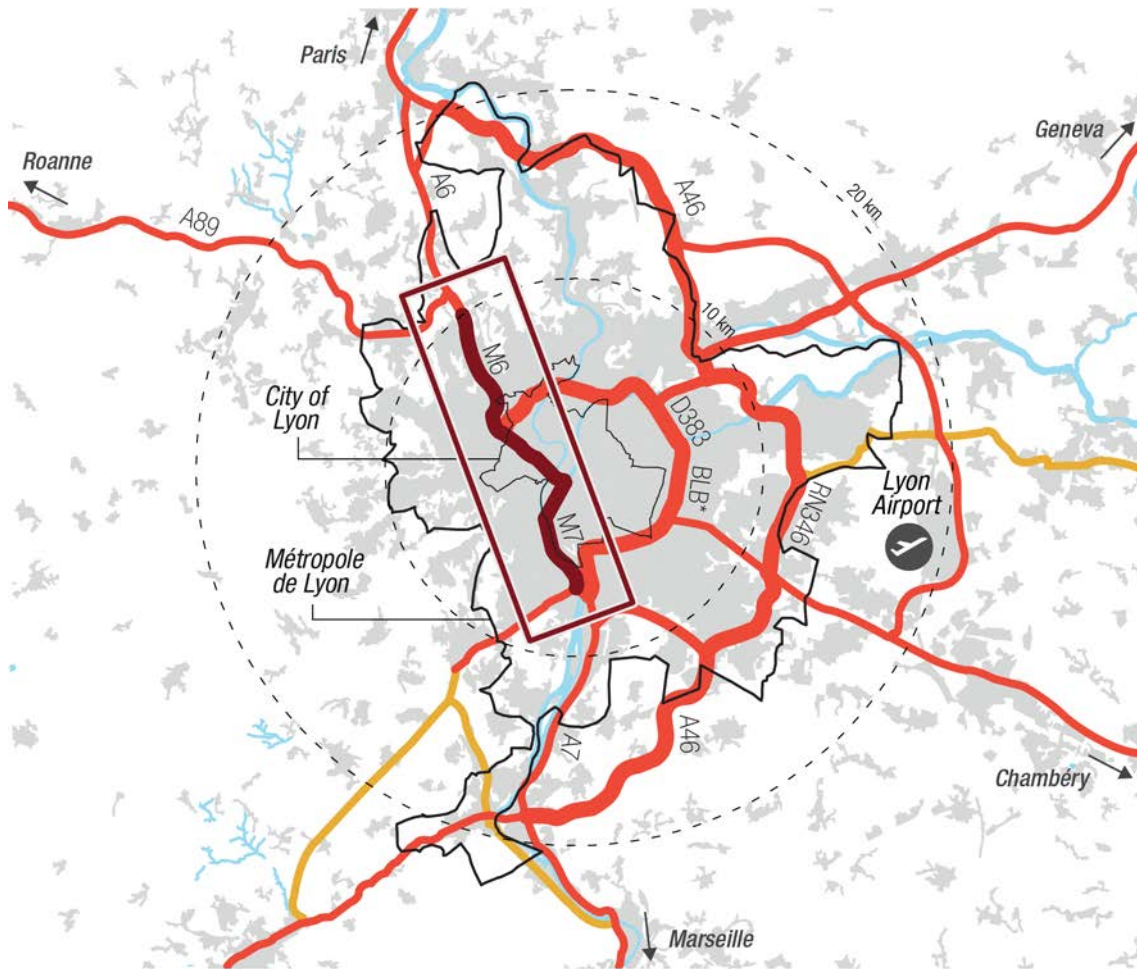 Paris
Geneva
Roanne
A6
A46
20 km
A89
10 km
M6
City of
Lyon
D383
BLB*
Lyon
Airport
RN346
M7
Métropole
de Lyon
A7
A46
Chambéry
Marseille